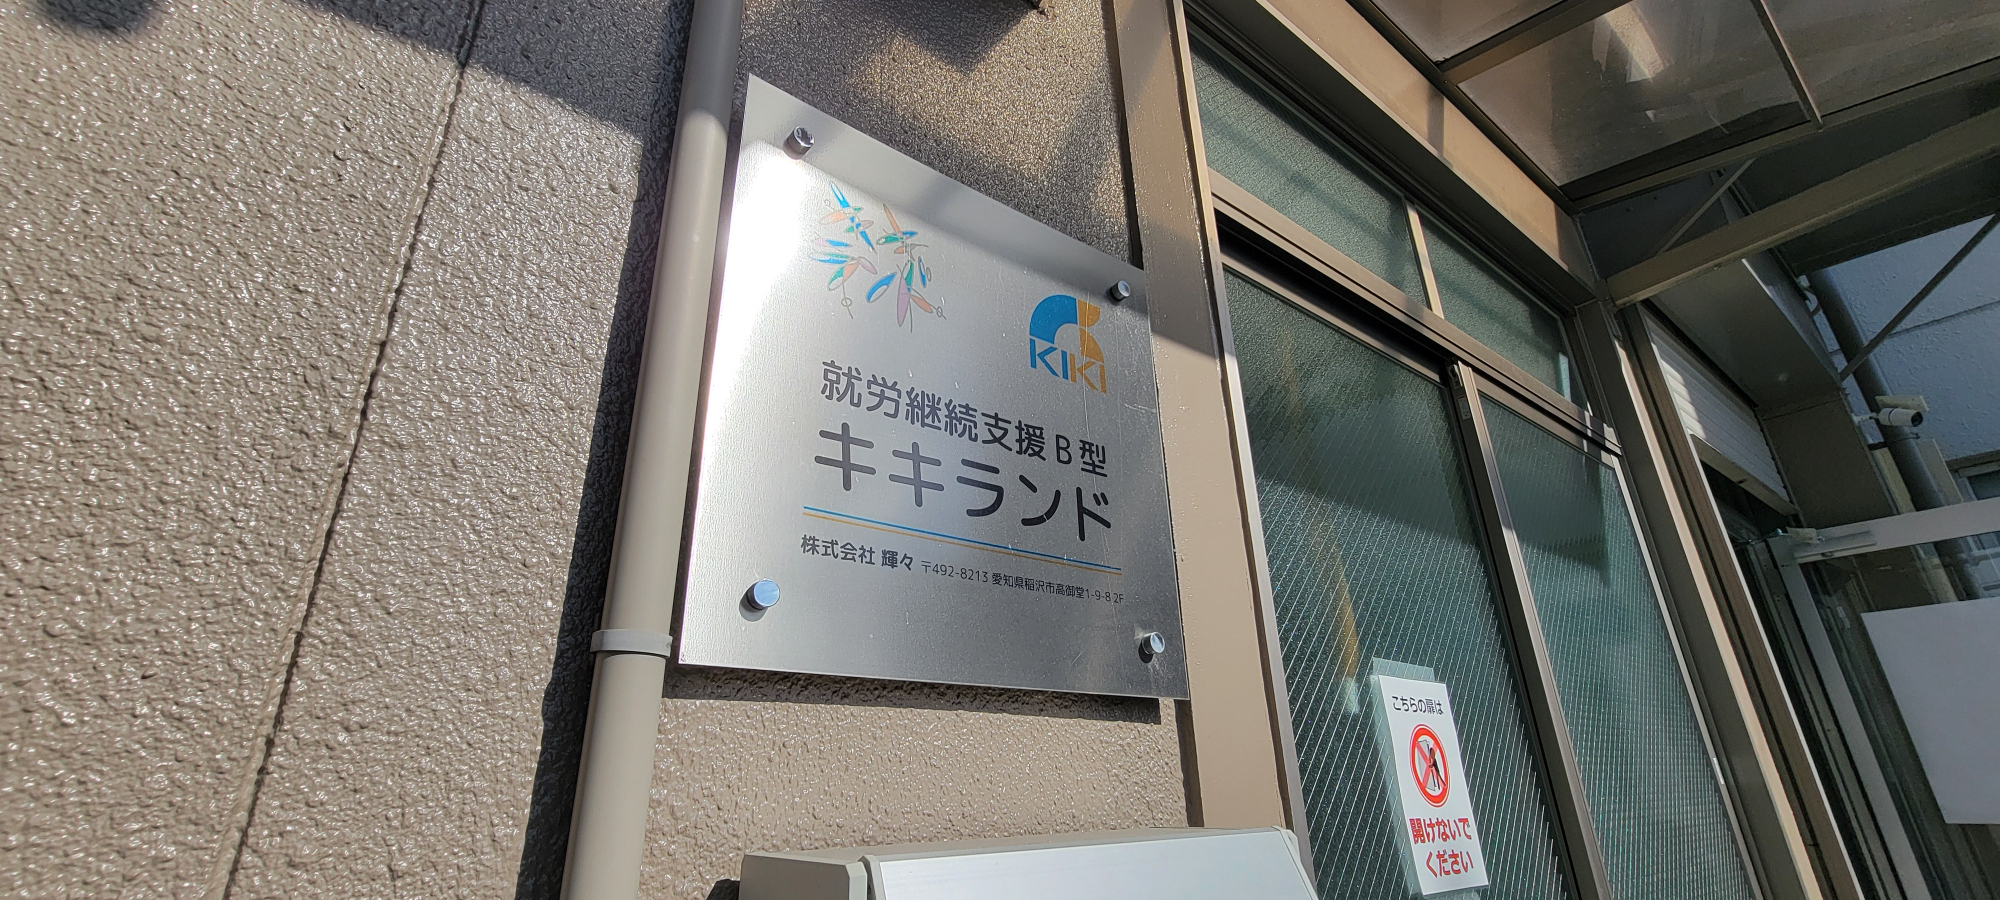 KIKI
就労継続支援B型
キキランド
株式会社 輝々 〒492-8213 愛知県稲沢市高御堂1-9-8 2F
こちらの扉は
開けないで
ください